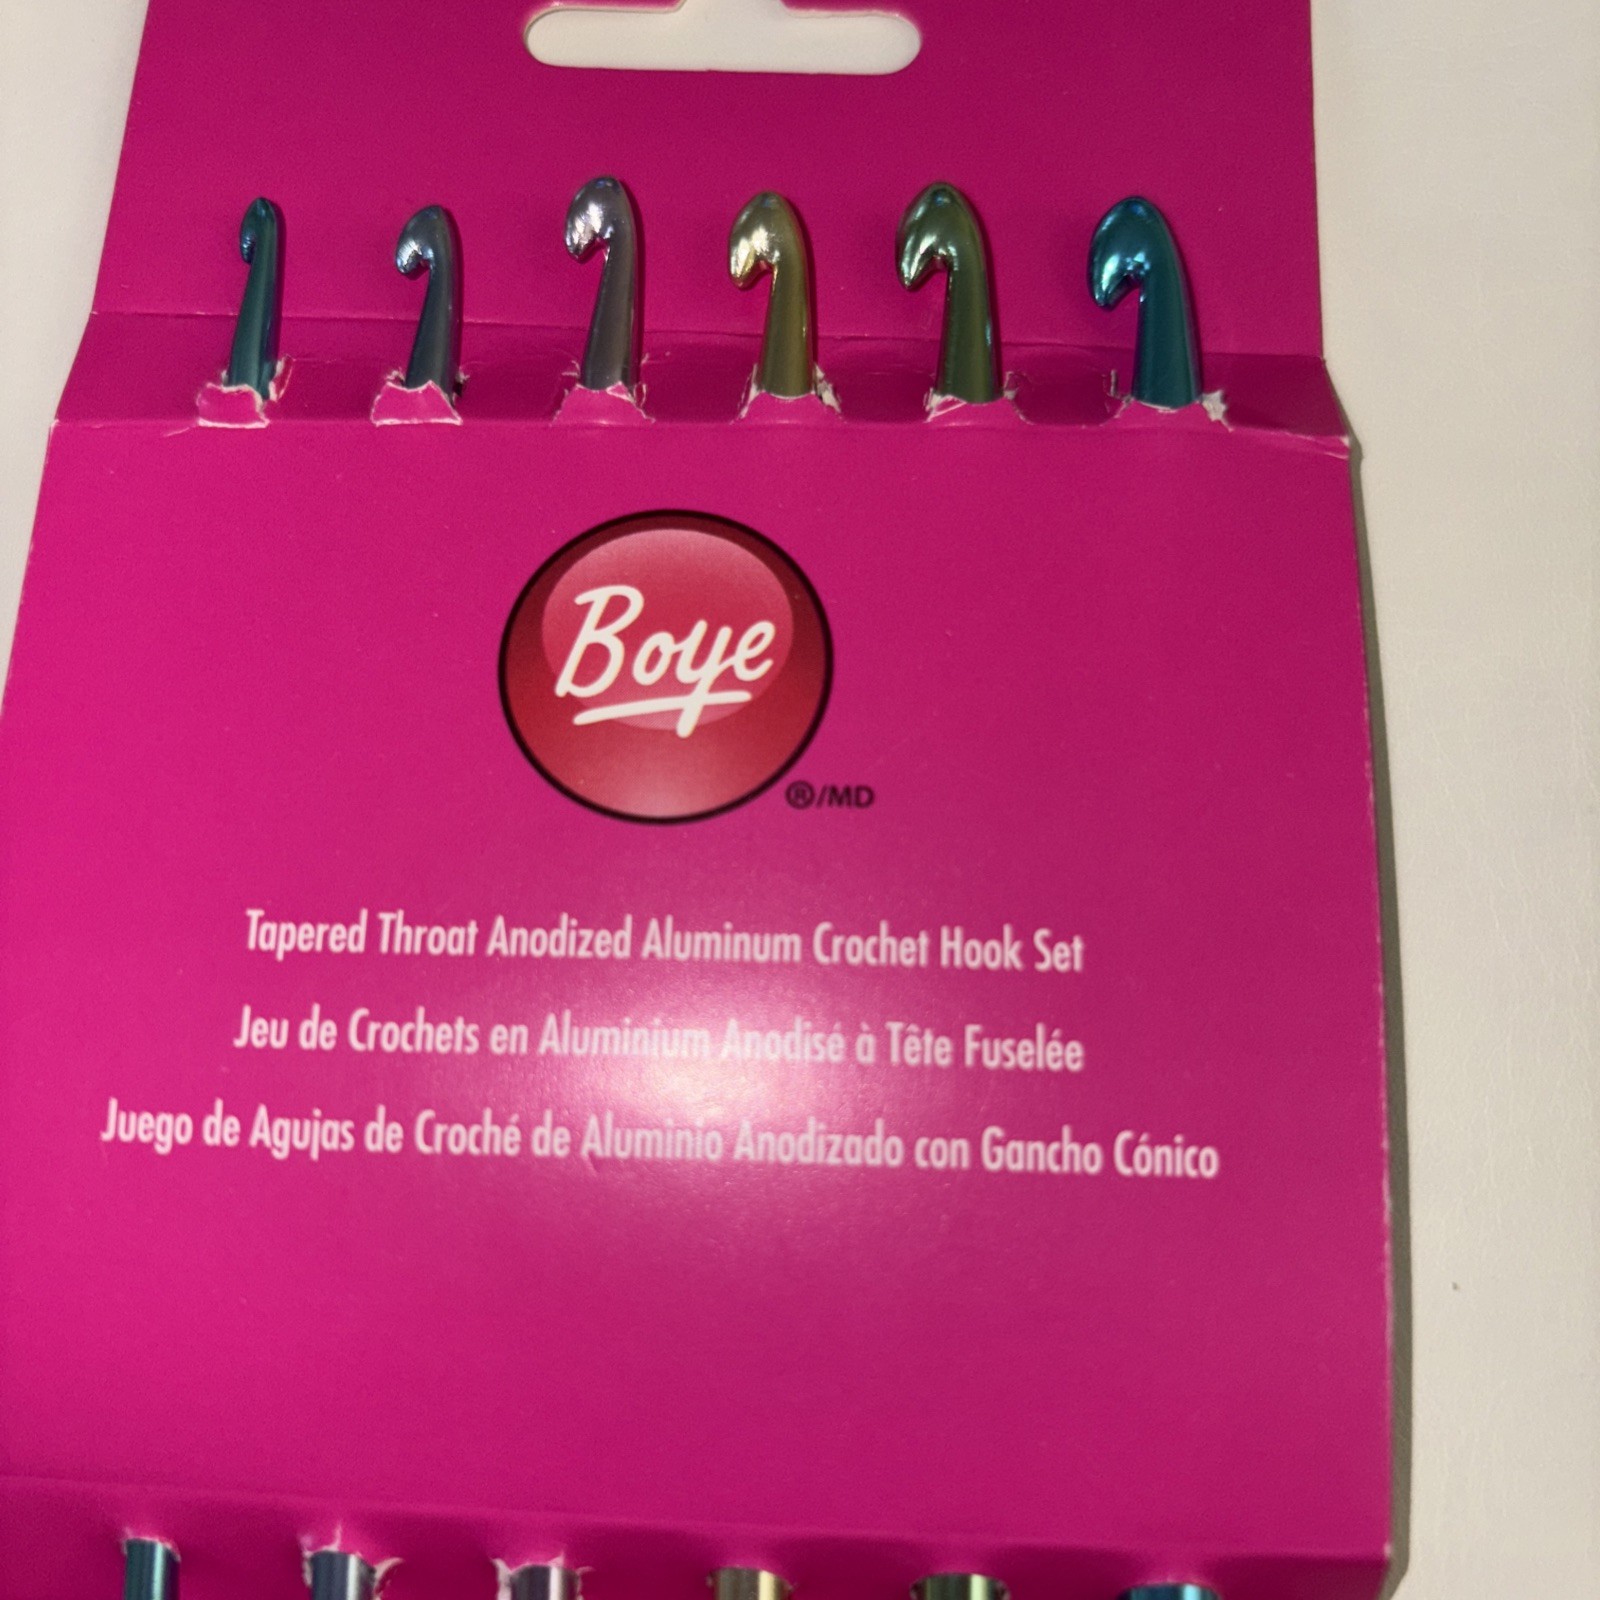 Boye
®/MD
Tapered Throat Anodized Aluminum Crochet Hook Set
Jeu de Crochets en Aluminium Anodisé à Tête Fuselée
Juego de Agujas de Croché de Aluminio Anodizado con Gancho Cónico